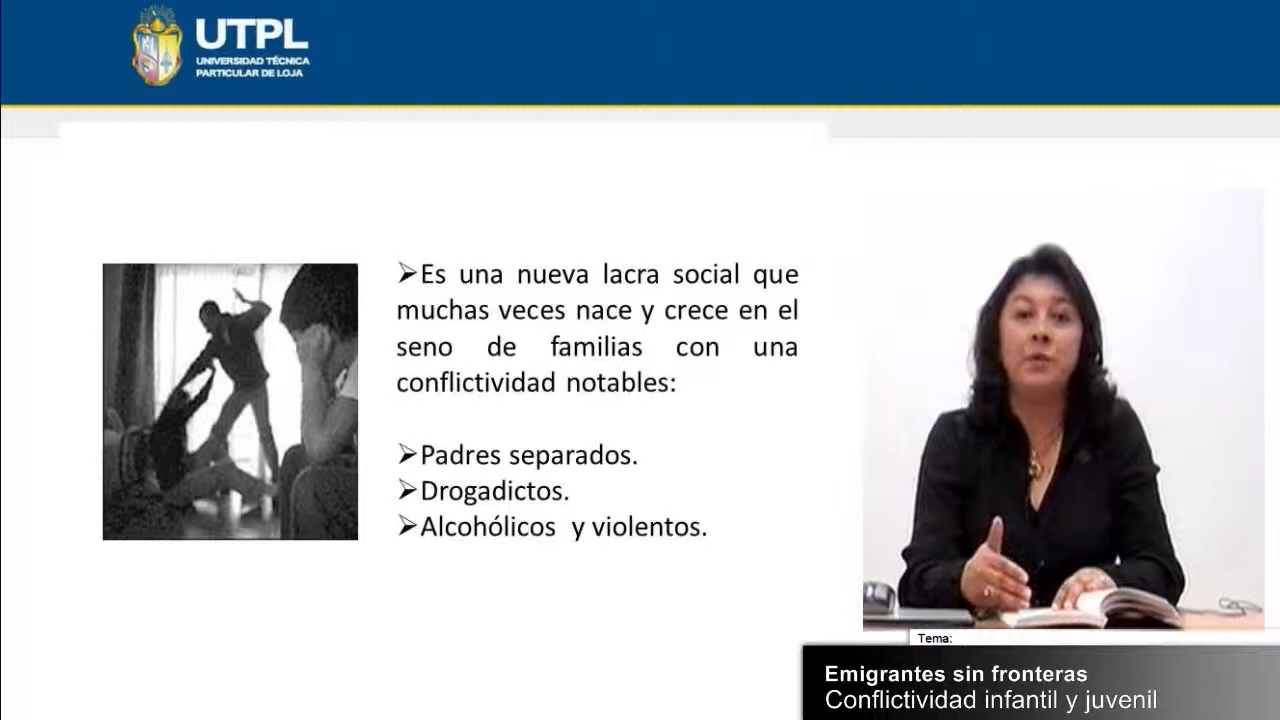 UTPL
UNIVERSIDAD TÉCNICA
PARTICULAR DE LOJA
➢Es una nueva lacra social que
muchas veces nace y crece en el
seno de familias con una
conflictividad notables:
➢Padres separados.
➢Drogadictos.
➢Alcohólicos y violentos.
Tema:
Emigrantes sin fronteras
Conflictividad infantil y juvenil